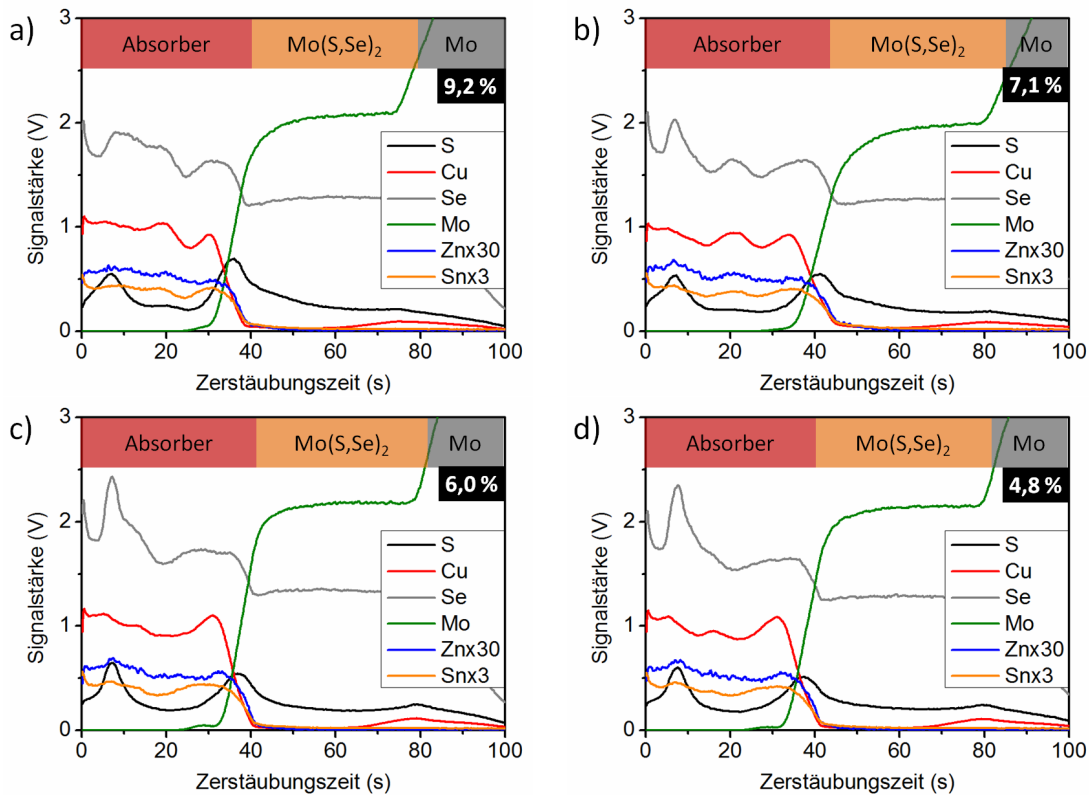 a)
3
2
1
0
Signalstärke (V)
Absorber
Mo(S,Se)₂
Mo
9,2 %
S
Cu
Se
Mo
Znx30
Snx3
0 20 40 60 80 100
Zerstäubungszeit (s)
b)
3
2
1
0
Signalstärke (V)
Absorber
Mo(S,Se)₂
Mo
7,1 %
S
Cu
Se
Mo
Znx30
Snx3
0 20 40 60 80 100
Zerstäubungszeit (s)
c)
3
2
1
0
Signalstärke (V)
Absorber
Mo(S,Se)₂
Mo
6,0 %
S
Cu
Se
Mo
Znx30
Snx3
0 20 40 60 80 100
Zerstäubungszeit (s)
d)
3
2
1
0
Signalstärke (V)
Absorber
Mo(S,Se)₂
Mo
4,8 %
S
Cu
Se
Mo
Znx30
Snx3
0 20 40 60 80 100
Zerstäubungszeit (s)